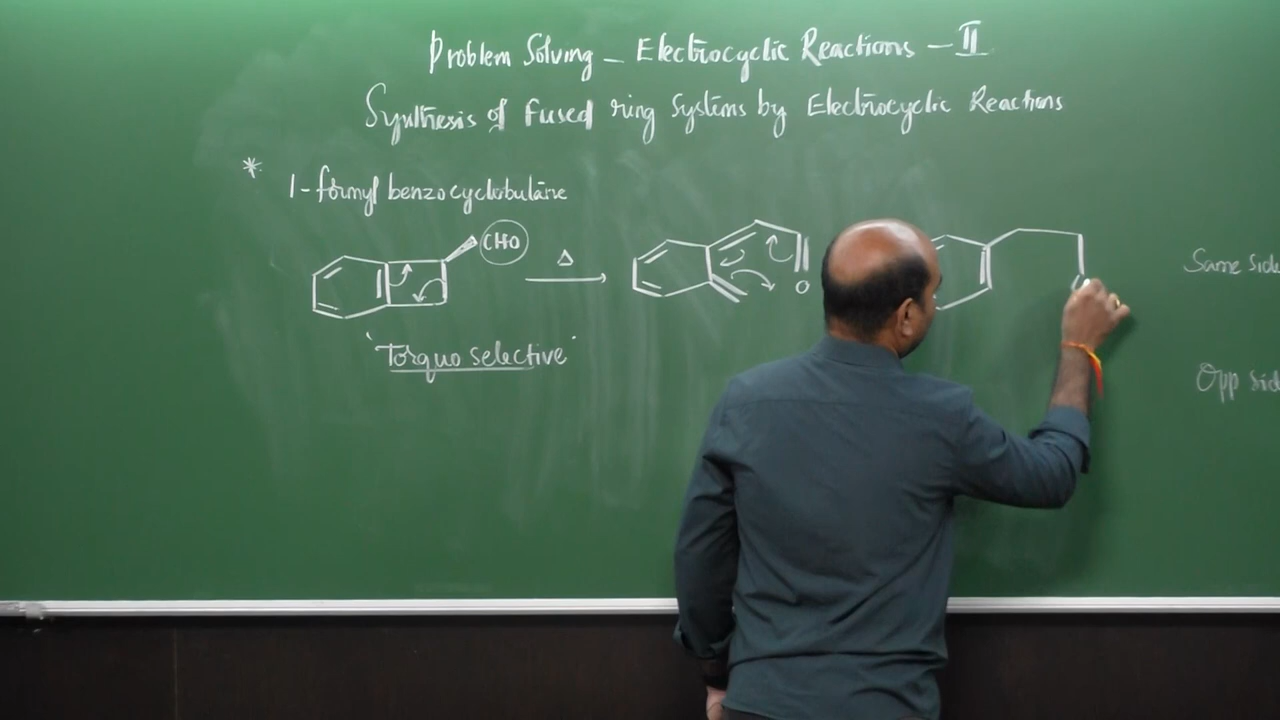 Problem Solving - Electrocyclic Reactions - II
Synthesis of fused ring Systems by Electrocyclic Reactions
* 1-formyl benzocyclobutane
CHO
Δ
O
"Torquo selective"
Same side
Opp sid